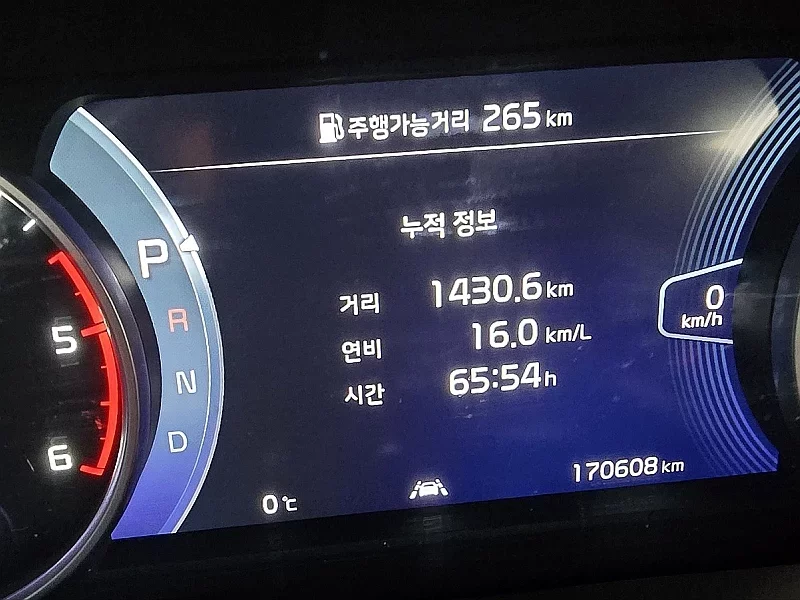 주행가능거리 265 km
누적 정보
거리 1430.6 km
연비 16.0 km/L
시간 65:54 h
P
R
N
D
5
6
0 km/h
0 ℃
170608 km